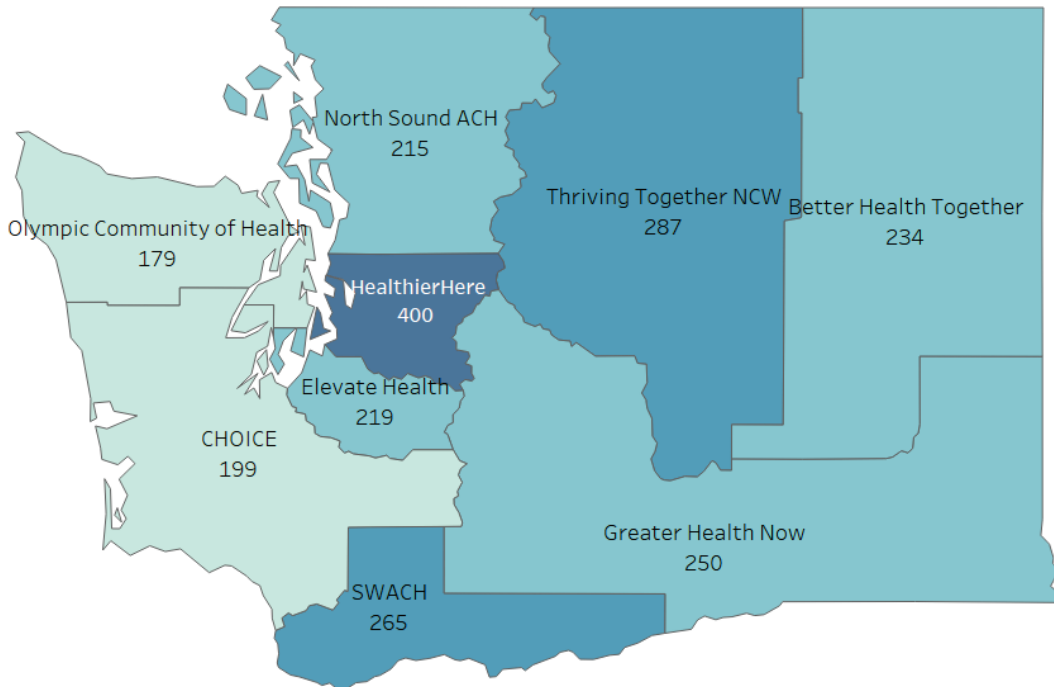 North Sound ACH
215
Thriving Together NCW
287
Better Health Together
234
Olympic Community of Health
179
HealthierHere
400
Elevate Health
219
CHOICE
199
Greater Health Now
250
SWACH
265